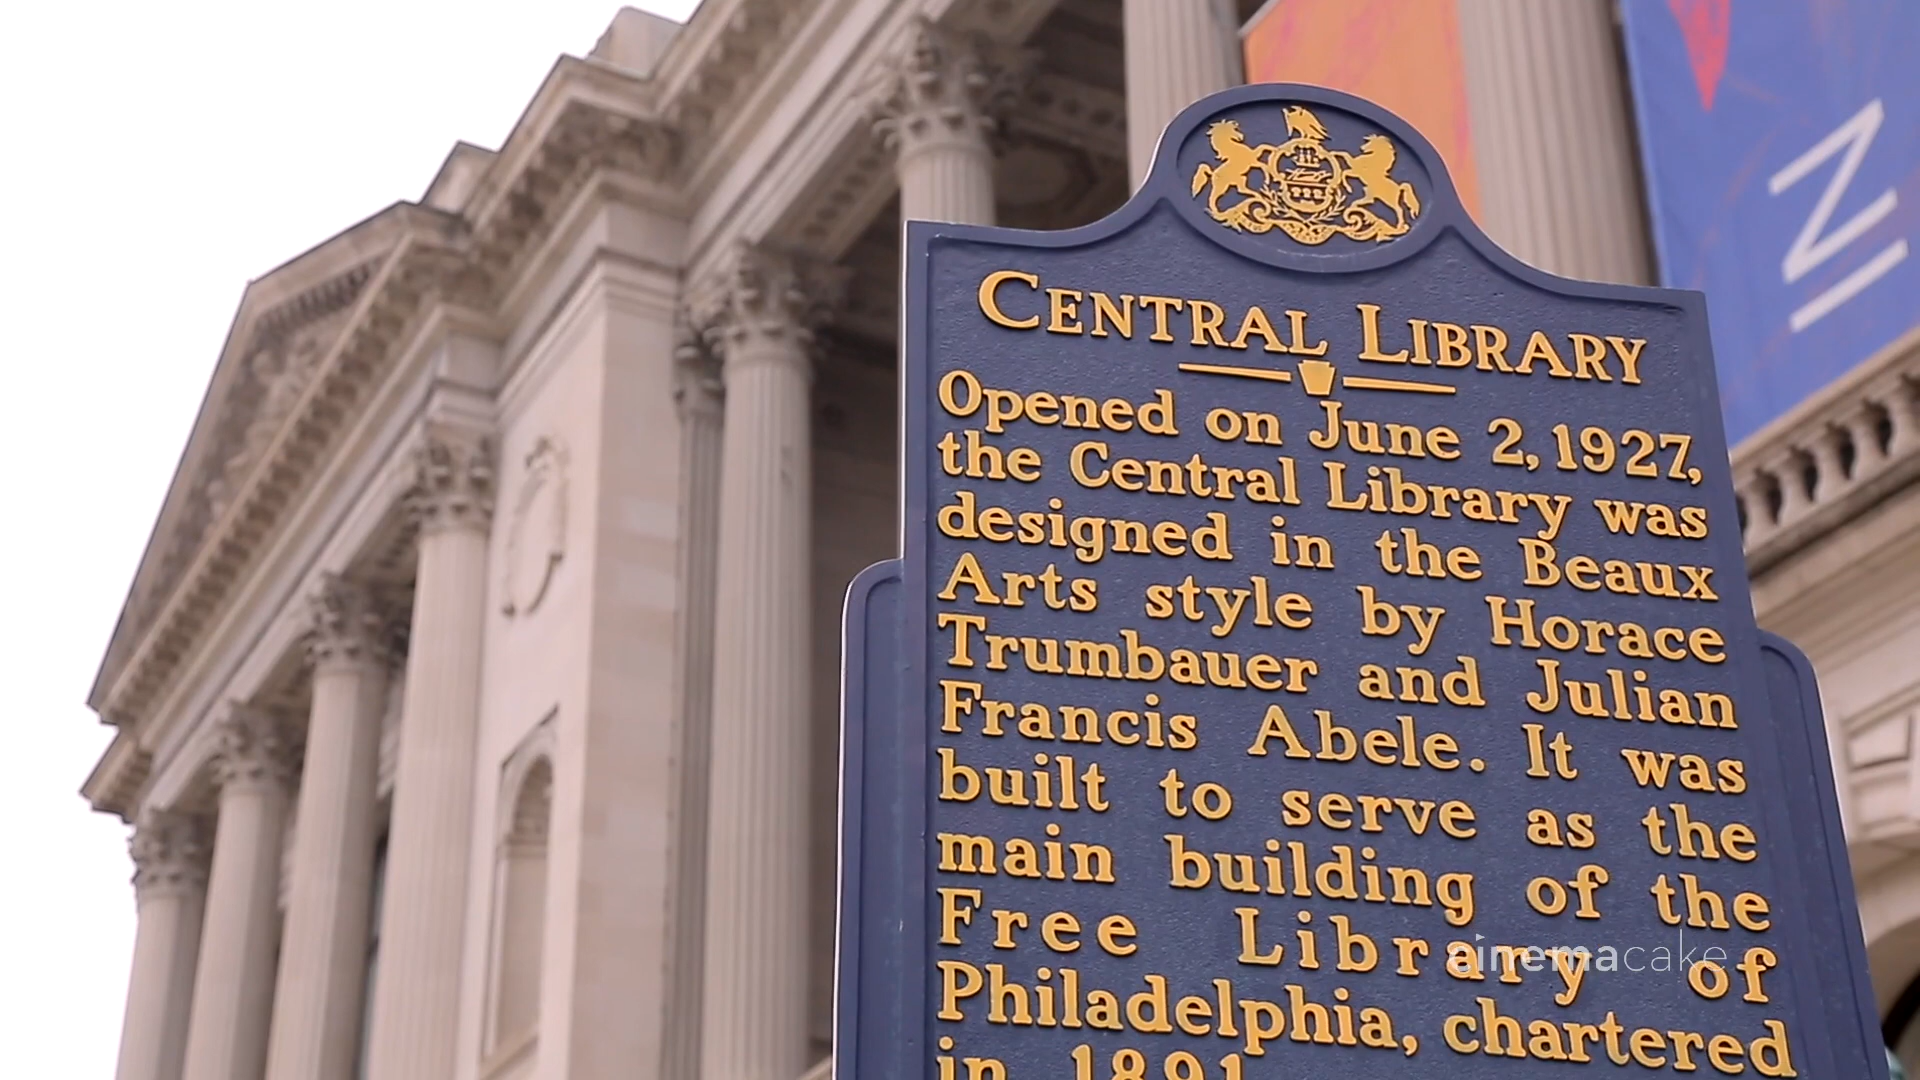 CENTRAL LIBRARY
Opened on June 2, 1927,
the Central Library was
designed in the Beaux
Arts style by Horace
Trumbauer and Julian
Francis Abele. It was
built to serve as the
main building of the
Free Library of
Philadelphia, chartered
in 1891
cinemacake